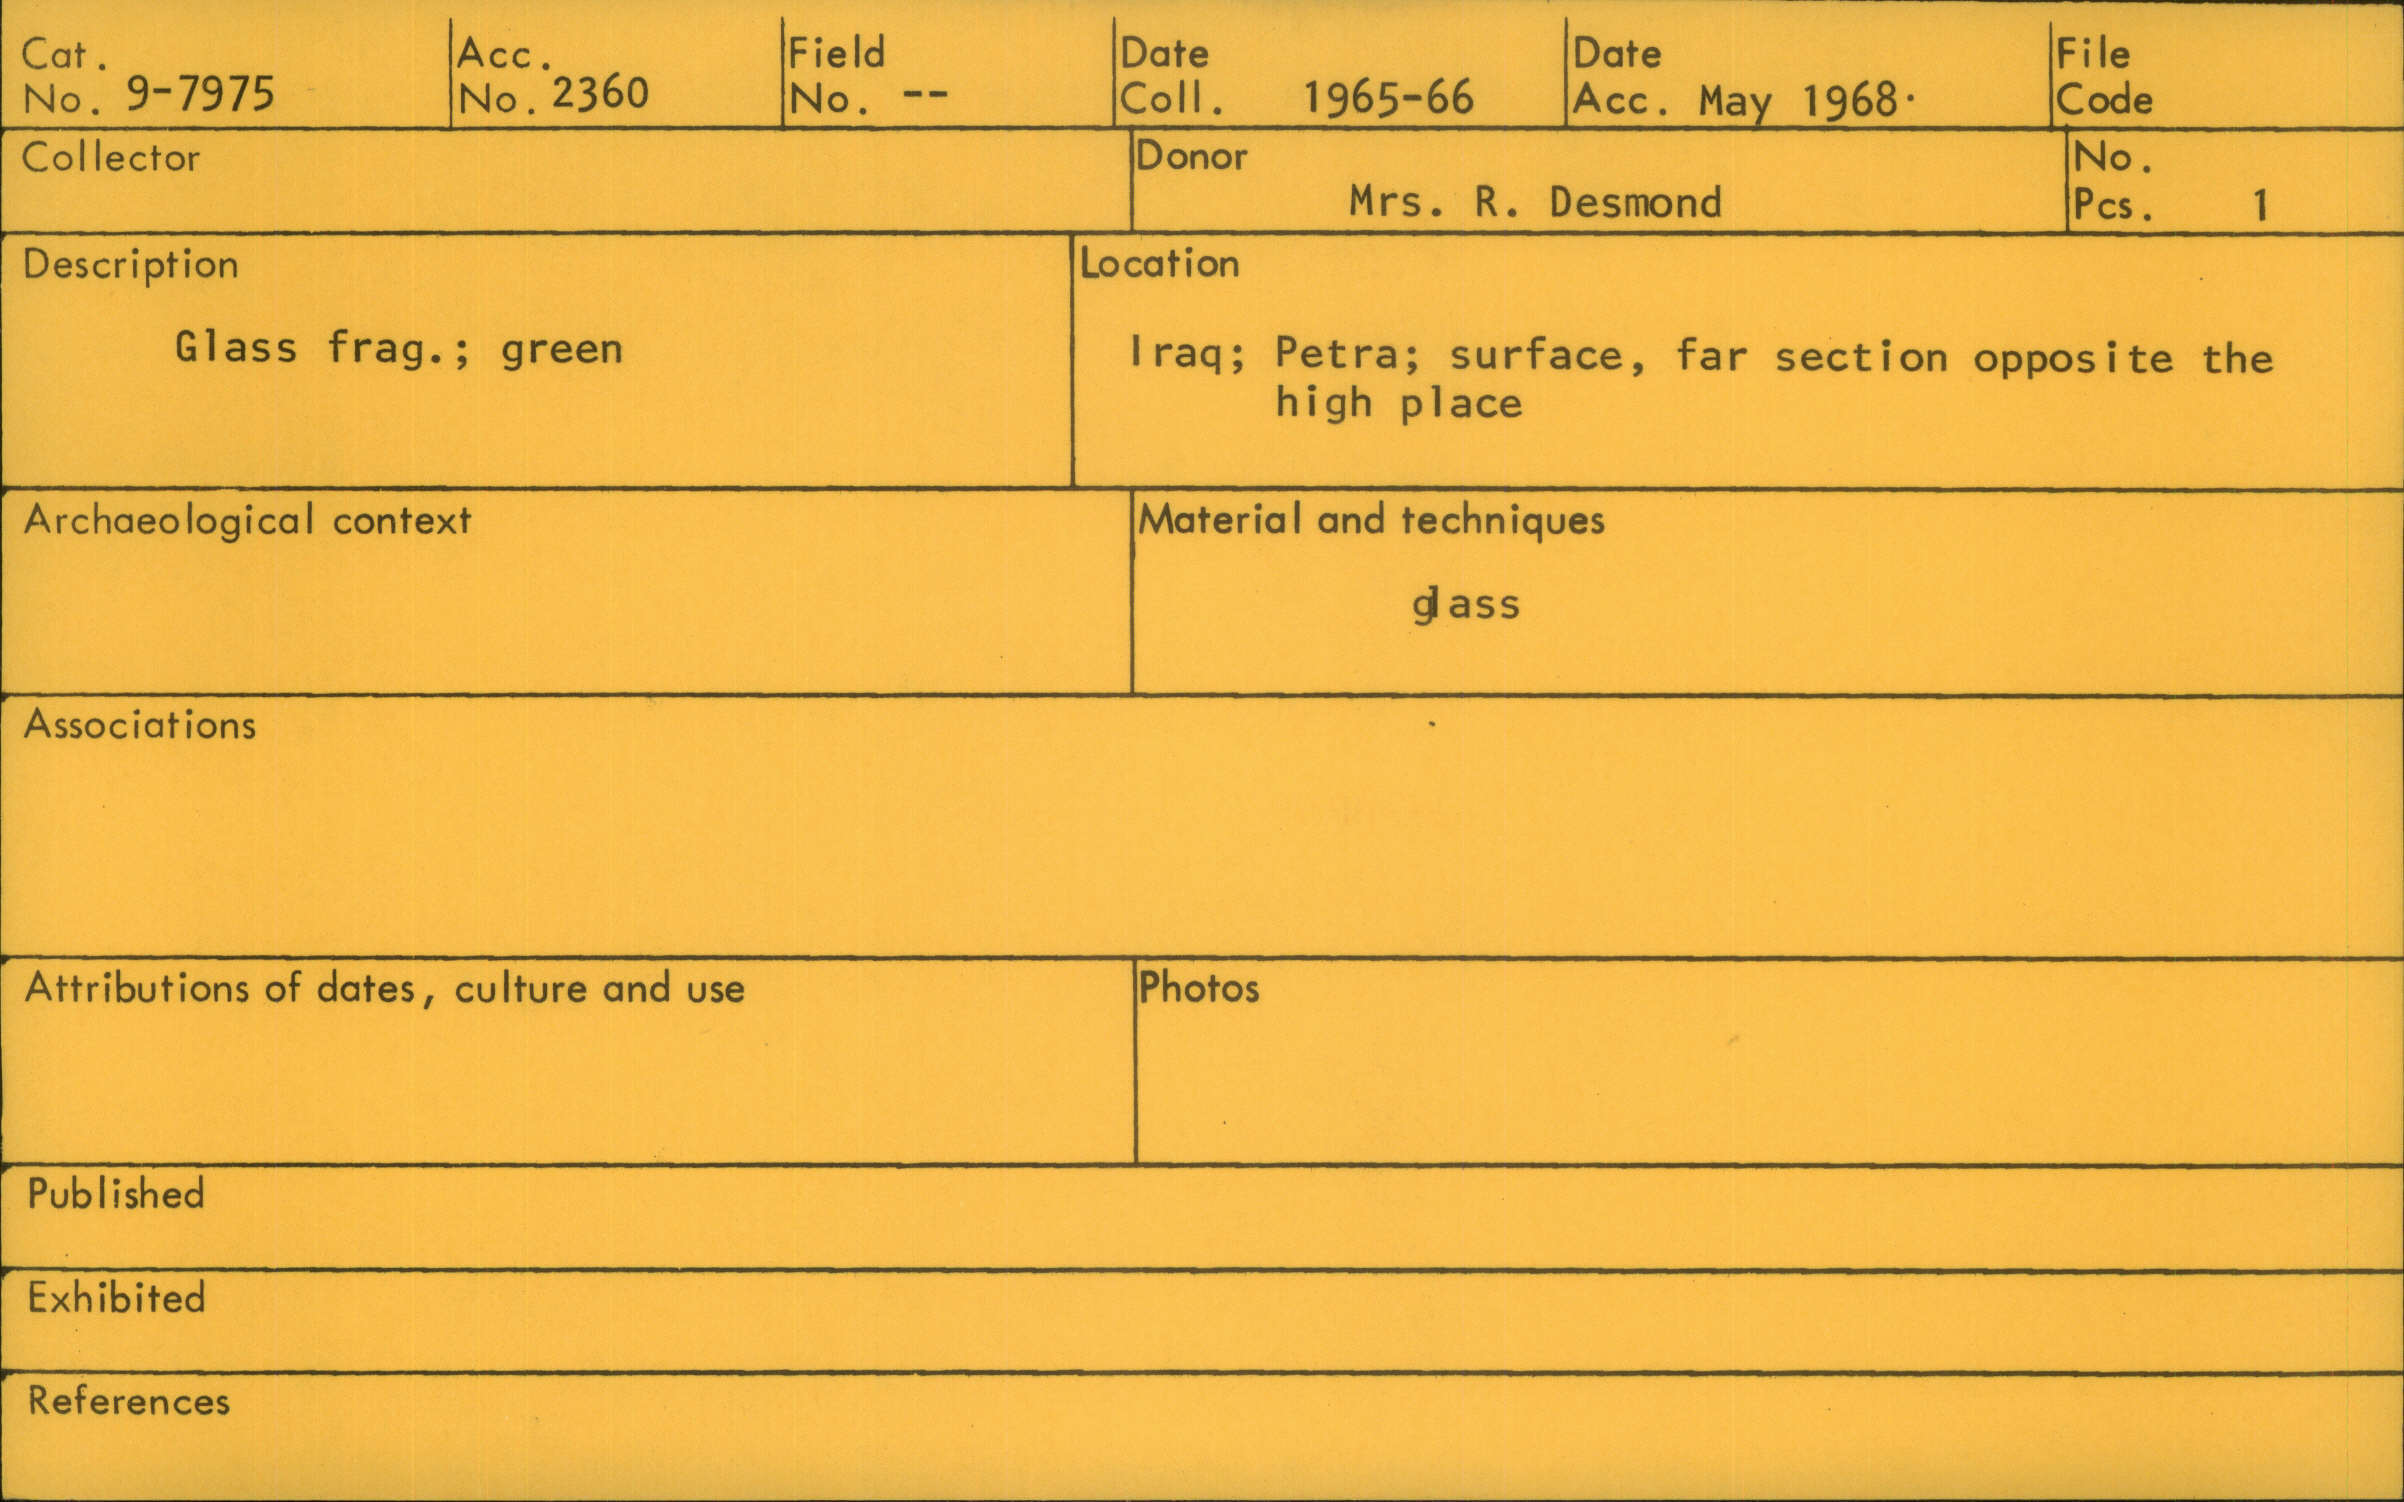 Cat. No. 9-7975
Acc. No. 2360
Field No. --
Date Coll. 1965-66
Date Acc. May 1968.
File Code
Collector
Donor
Mrs. R. Desmond
No. Pcs. 1
Description
Glass frag.; green
Location
Iraq; Petra; surface, far section opposite the
high place
Archaeological context
Material and techniques
glass
Associations
Attributions of dates, culture and use
Photos
Published
Exhibited
References